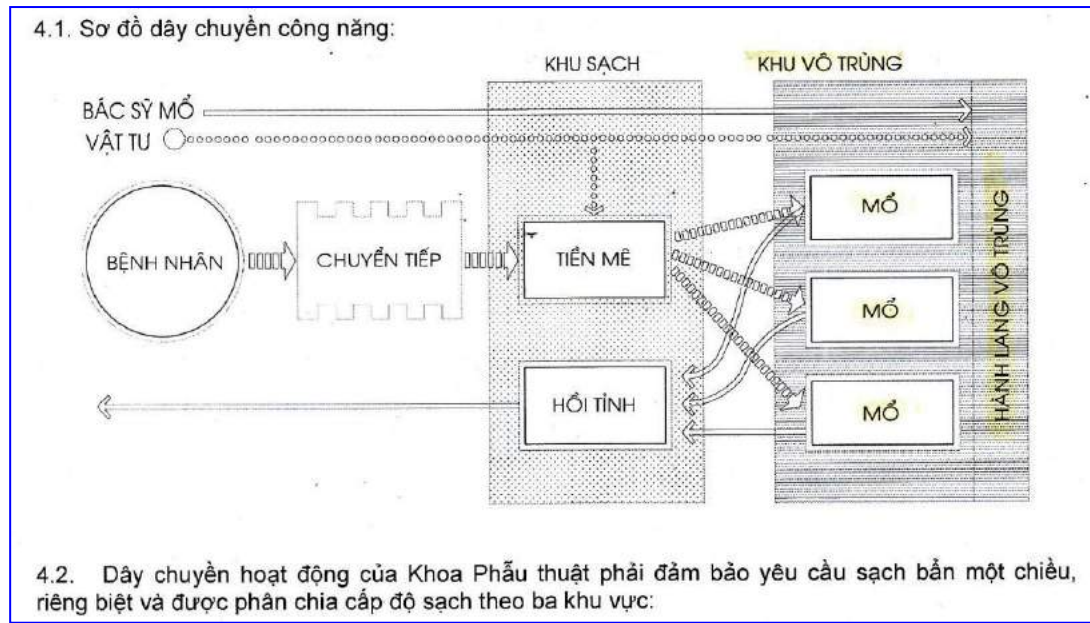 4.1. Sơ đồ dây chuyền công năng:
KHU SẠCH
KHU VÔ TRÙNG
BÁC SỸ MỔ
VẬT TƯ
BỆNH NHÂN
CHUYỂN TIẾP
TIỀN MÊ
MỔ
MỔ
HỒI TỈNH
MỔ
HÀNH LANG VÔ TRÙNG
4.2. Dây chuyền hoạt động của Khoa Phẫu thuật phải đảm bảo yêu cầu sạch bẩn một chiều,
riêng biệt và được phân chia cấp độ sạch theo ba khu vực: